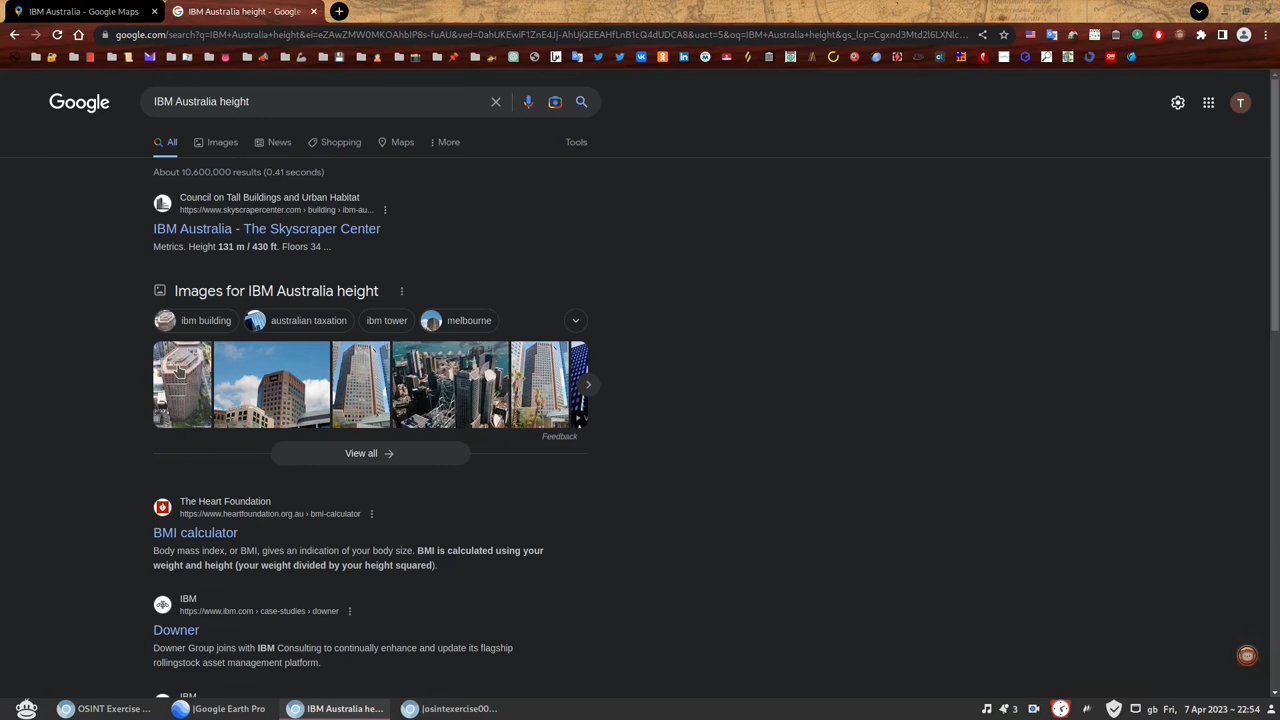 IBM Australia - Google Maps
IBM Australia height - Google
google.com/search?q=IBM+Australia+height&ei=
IBM Australia height
Google
All Images News Shopping Maps More Tools
T
About 10,600,000 results (0.41 seconds)
Council on Tall Buildings and Urban Habitat
https://www.skyscrapercenter.com › building › ibm-au...
IBM Australia - The Skyscraper Center
Metrics. Height 131 m / 430 ft. Floors 34 ...
Images for IBM Australia height
ibm building australian taxation ibm tower melbourne
Feedback
View all
The Heart Foundation
https://www.heartfoundation.org.au › bmi-calculator
BMI calculator
Body mass index, or BMI, gives an indication of your body size. BMI is calculated using your
weight and height (your weight divided by your height squared).
IBM
https://www.ibm.com › case-studies › downer
Downer
Downer Group joins with IBM Consulting to continually enhance and update its flagship
rollingstock asset management platform.
IBM
OSINT Exercise ... |Google Earth Pro IBM Australia he... |osintexercise00... 3 gb Fri, 7 Apr 2023 ~ 22:54